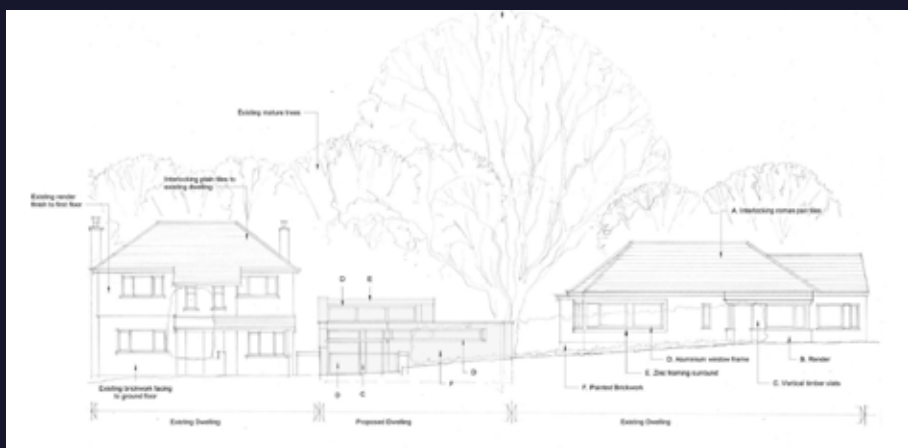 Existing mature trees
Interlocking plain tiles to
existing dwelling
Existing render
finish to first floor
A. Interlocking roman pan tiles
D
E
D. Aluminium window frame
B. Render
E. Zinc framing surround
G
F
F. Painted Brickwork
C. Vertical timber slats
Existing brickwork facing
to ground floor
C
Existing Dwelling
Proposed Dwelling
Existing Dwelling